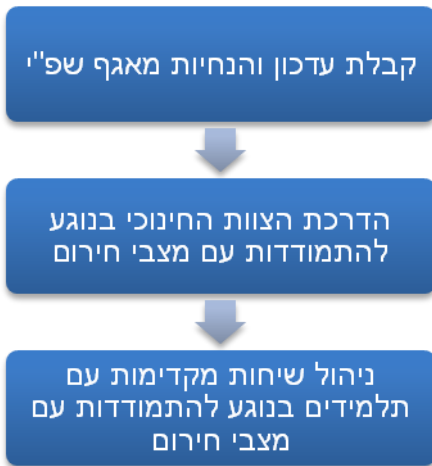 קבלת עדכון והנחיות מאגף שפ"י
הדרכת הצוות החינוכי בנוגע
להתמודדות עם מצבי חירום
ניהול שיחות מקדימות עם
תלמידים בנוגע להתמודדות עם
מצבי חירום